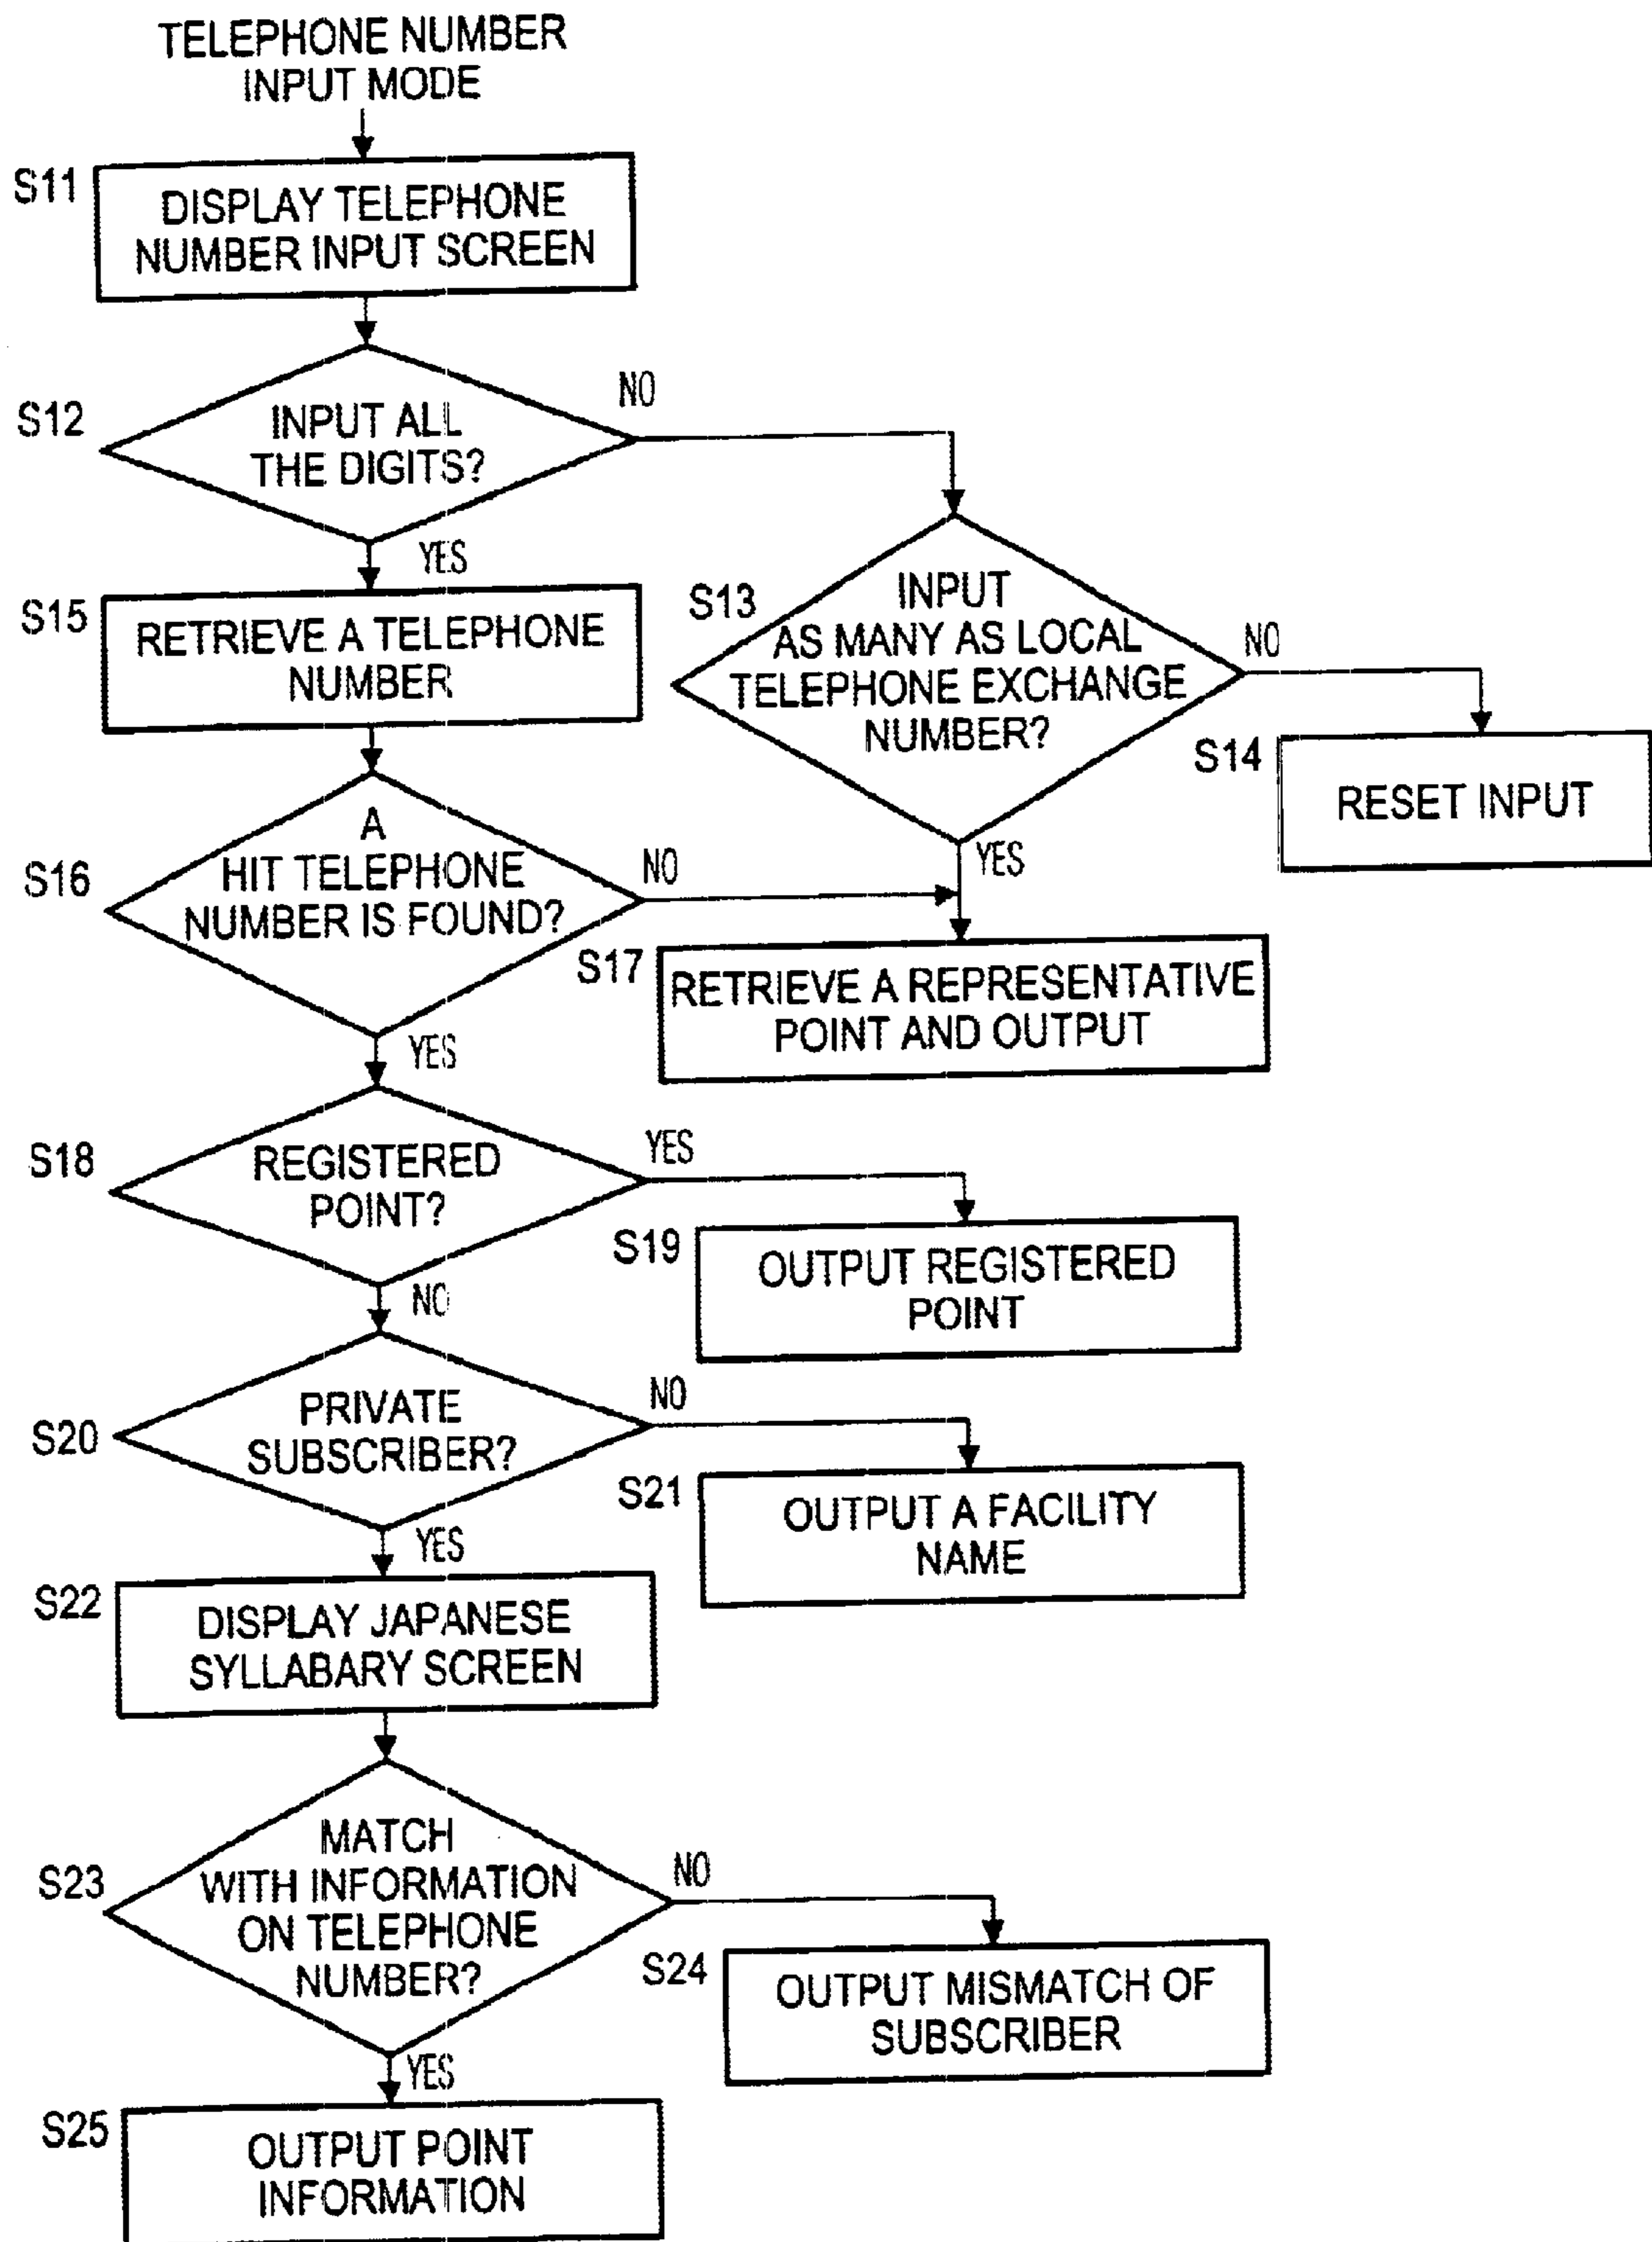 TELEPHONE NUMBER
INPUT MODE
S11
DISPLAY TELEPHONE
NUMBER INPUT SCREEN
S12
INPUT ALL
THE DIGITS?
NO
YES
S13
INPUT
AS MANY AS LOCAL
TELEPHONE EXCHANGE
NUMBER?
NO
YES
S14
RESET INPUT
S15
RETRIEVE A TELEPHONE
NUMBER
S16
A
HIT TELEPHONE
NUMBER IS FOUND?
NO
YES
S17
RETRIEVE A REPRESENTATIVE
POINT AND OUTPUT
S18
REGISTERED
POINT?
YES
NO
S19
OUTPUT REGISTERED
POINT
S20
PRIVATE
SUBSCRIBER?
NO
YES
S21
OUTPUT A FACILITY
NAME
S22
DISPLAY JAPANESE
SYLLABARY SCREEN
S23
MATCH
WITH INFORMATION
ON TELEPHONE
NUMBER?
NO
YES
S24
OUTPUT MISMATCH OF
SUBSCRIBER
S25
OUTPUT POINT
INFORMATION